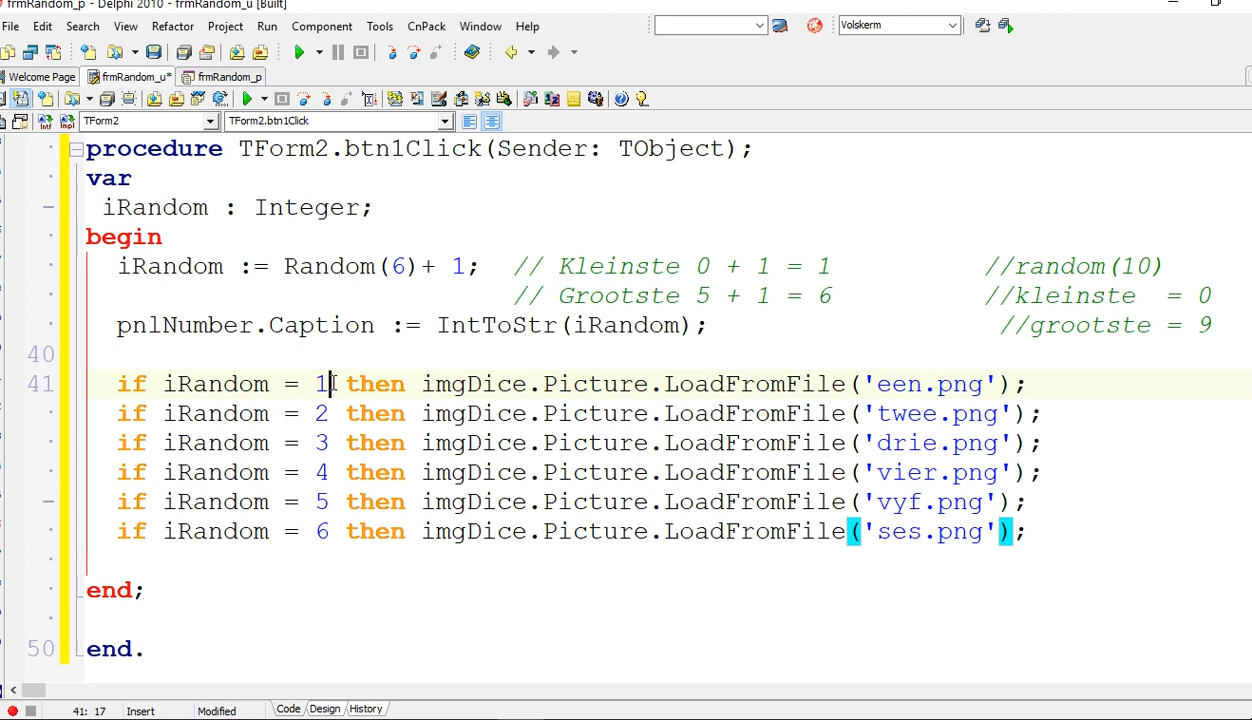 frmRandom_p - Delphi 2010 - frmRandom_u [Built]
File Edit Search View Refactor Project Run Component Tools CnPack Window Help
Volskerm
Welcome Page frmRandom_u* frmRandom_p
TForm2 TForm2.btn1Click
procedure TForm2.btn1Click(Sender: TObject);
var
iRandom : Integer;
begin
iRandom := Random(6)+ 1; // Kleinste 0 + 1 = 1 //random(10)
// Grootste 5 + 1 = 6 //kleinste = 0
pnlNumber.Caption := IntToStr(iRandom); //grootste = 9
40
41 if iRandom = 1 then imgDice.Picture.LoadFromFile('een.png');
if iRandom = 2 then imgDice.Picture.LoadFromFile('twee.png');
if iRandom = 3 then imgDice.Picture.LoadFromFile('drie.png');
if iRandom = 4 then imgDice.Picture.LoadFromFile('vier.png');
if iRandom = 5 then imgDice.Picture.LoadFromFile('vyf.png');
if iRandom = 6 then imgDice.Picture.LoadFromFile('ses.png');
end;
50 end.
41: 17 Insert Modified Code Design History